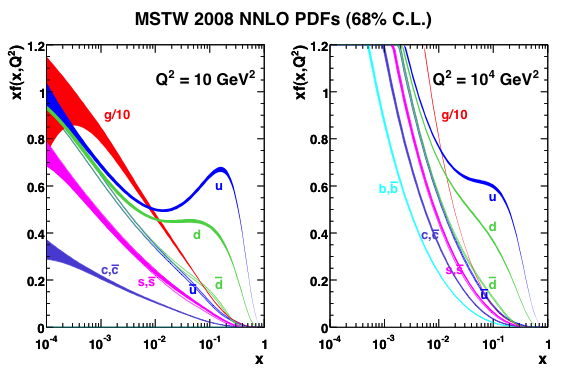 MSTW 2008 NNLO PDFs (68% C.L.)
xf(x,Q²)
1.2
1
0.8
0.6
0.4
0.2
0
Q² = 10 GeV²
g/10
u
d
c,c̄
s,s̄
ū
d̄
10⁻⁴
10⁻³
10⁻²
10⁻¹
1
x
xf(x,Q²)
1.2
1
0.8
0.6
0.4
0.2
0
Q² = 10⁴ GeV²
g/10
b,b̄
u
d
c,c̄
s,s̄
d̄
ū
10⁻⁴
10⁻³
10⁻²
10⁻¹
1
x